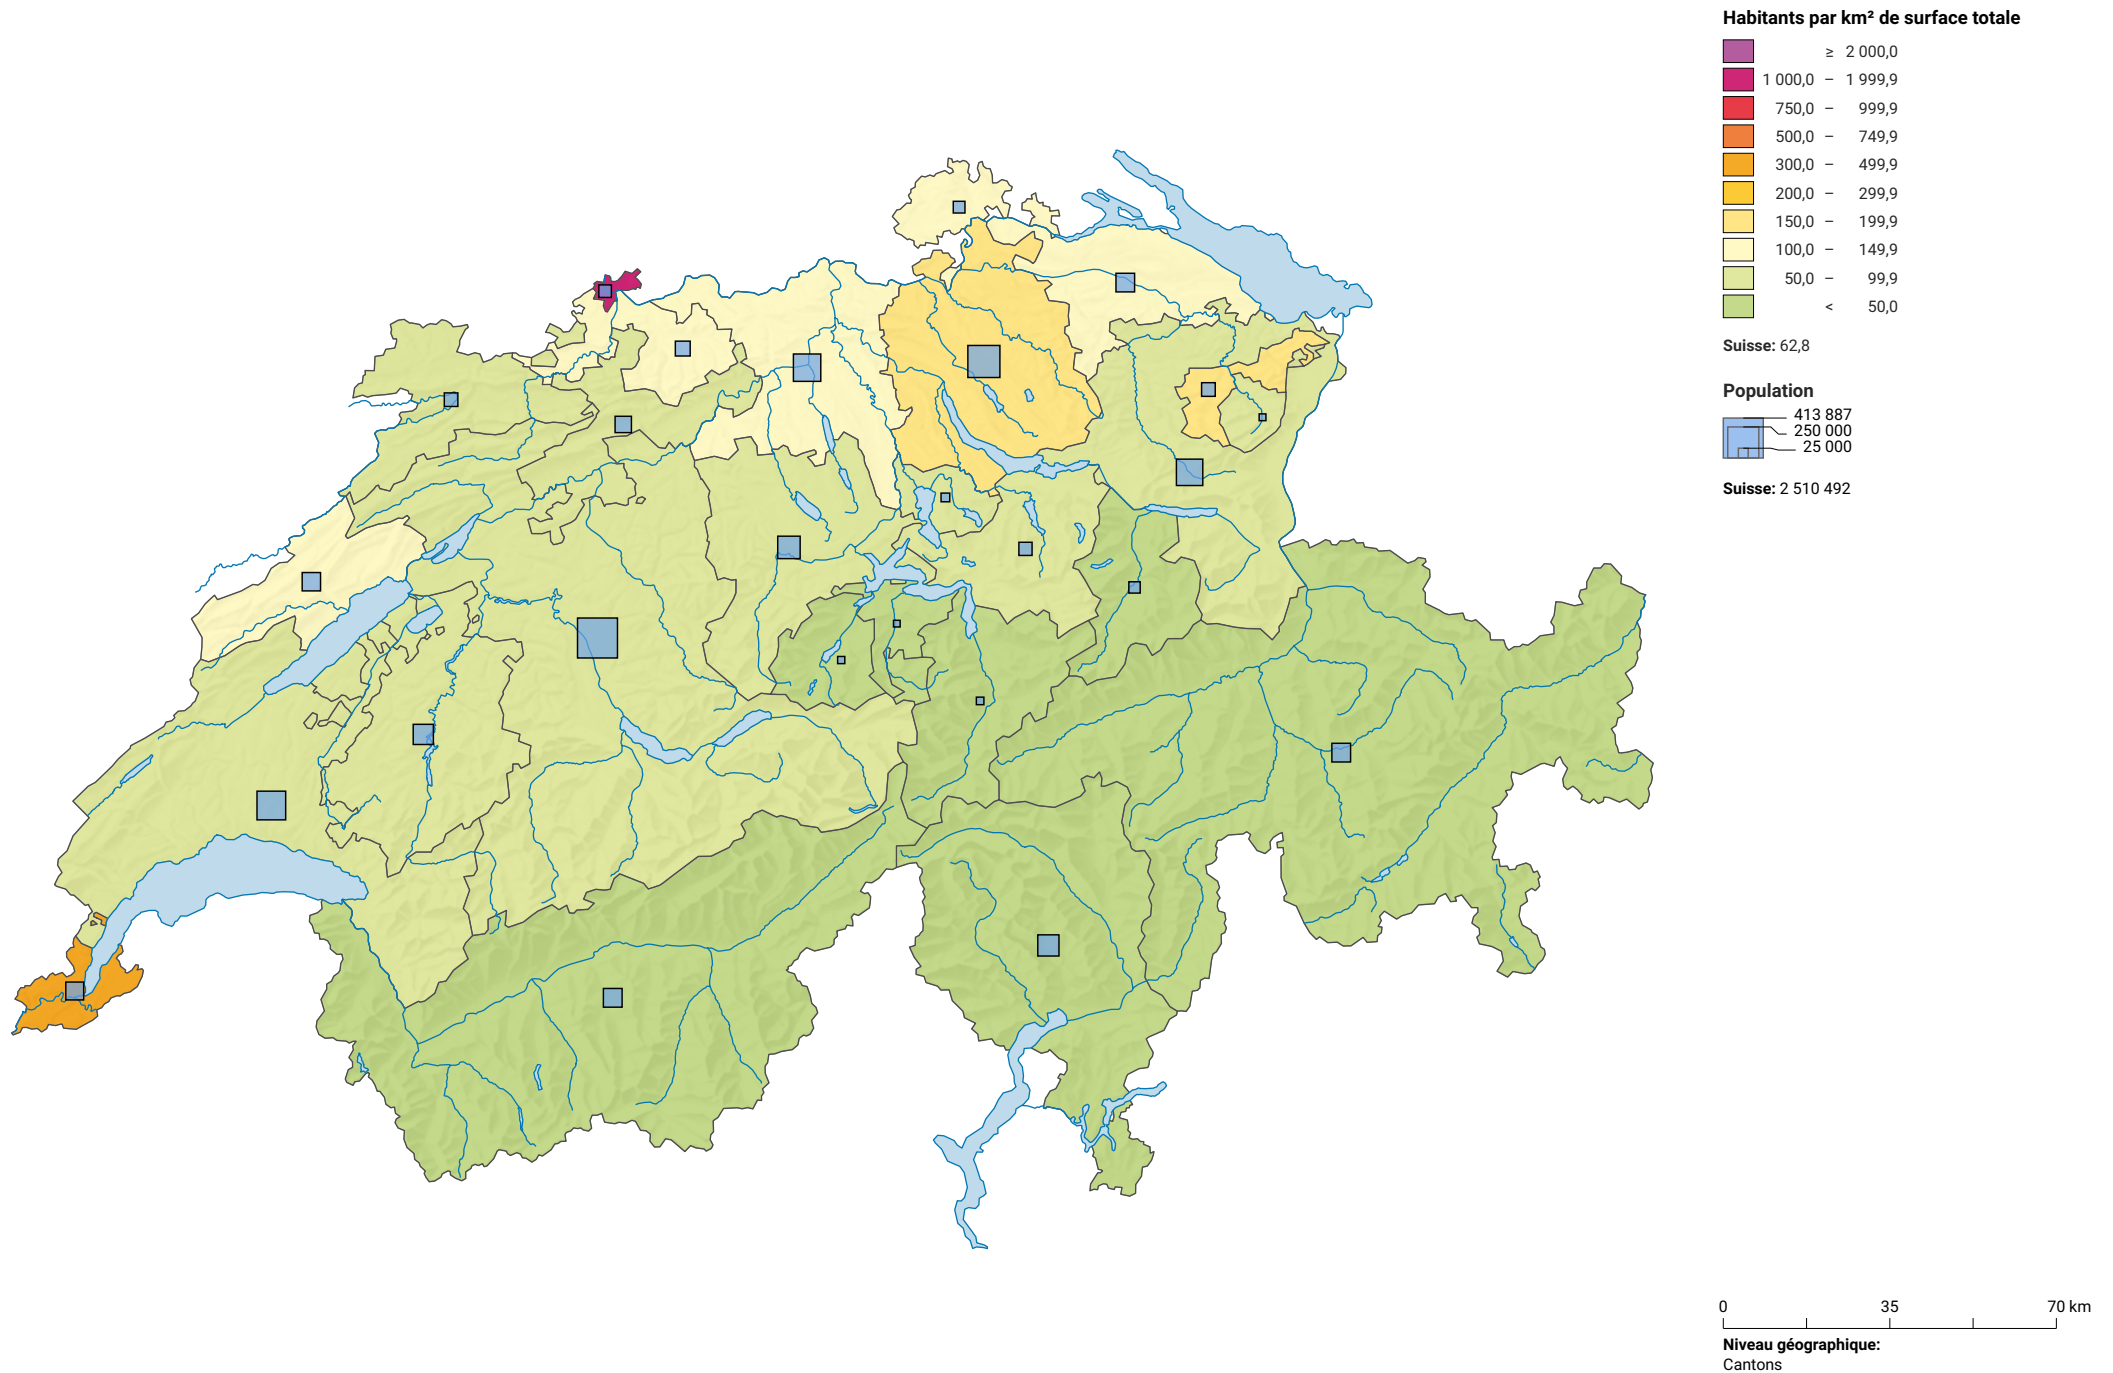 Habitants par km² de surface totale
≥ 2 000,0
1 000,0 – 1 999,9
750,0 – 999,9
500,0 – 749,9
300,0 – 499,9
200,0 – 299,9
150,0 – 199,9
100,0 – 149,9
50,0 – 99,9
< 50,0
Suisse: 62,8
Population
413 887
250 000
25 000
Suisse: 2 510 492
0 35 70 km
Niveau géographique:
Cantons